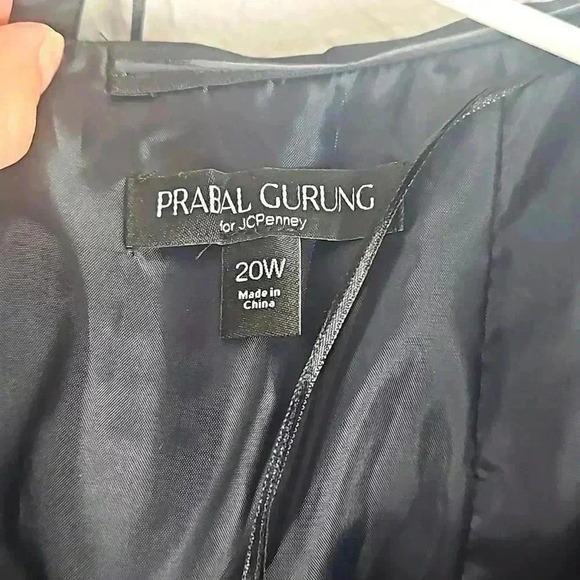 PRABAL GURUNG
for JCPenney
20W
Made in
China